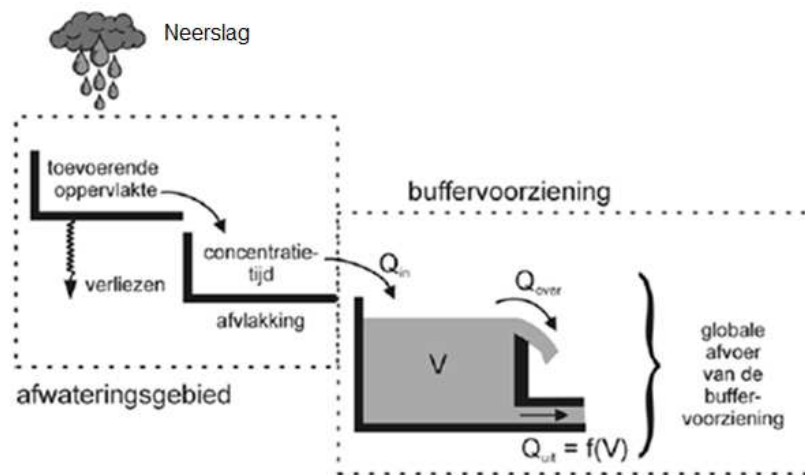 Neerslag
toevoerende
oppervlakte
verliezen
concentratie-
tijd
afvlakking
afwateringsgebied
buffervoorziening
Qin
Qover
V
Quit = f(V)
globale
afvoer
van de
buffer-
voorziening